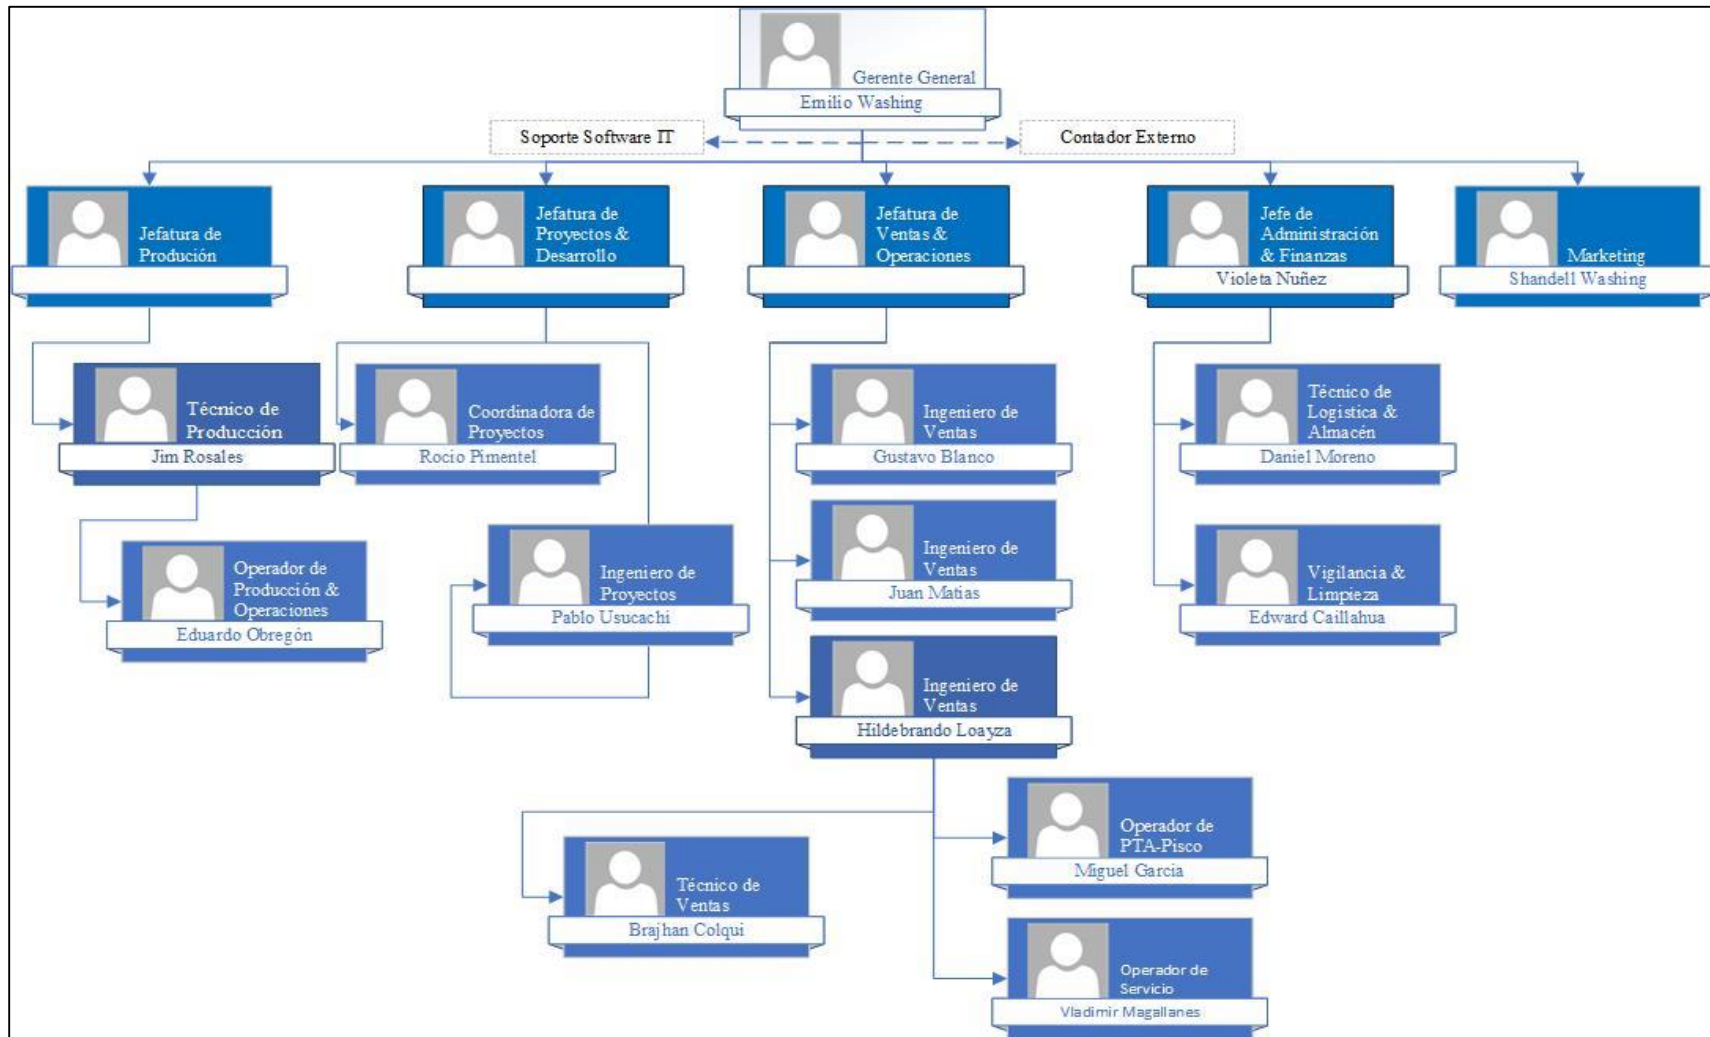 Gerente General
Emilio Washing
Soporte Software IT
Contador Externo
Jefatura de
Produción
Jefatura de
Proyectos &
Desarrollo
Jefatura de
Ventas &
Operaciones
Jefe de
Administración
& Finanzas
Violeta Nuñez
Marketing
Shandell Washing
Técnico de
Producción
Jim Rosales
Coordinadora de
Proyectos
Rocio Pimentel
Ingeniero de
Ventas
Gustavo Blanco
Técnico de
Logistica &
Almacén
Daniel Moreno
Operador de
Producción &
Operaciones
Eduardo Obregón
Ingeniero de
Proyectos
Pablo Usucachi
Ingeniero de
Ventas
Juan Matias
Vigilancia &
Limpieza
Edward Caillahua
Ingeniero de
Ventas
Hildebrando Loayza
Técnico de
Ventas
Brajhan Colqui
Operador de
PTA-Pisco
Miguel Garcia
Operador de
Servicio
Vladimir Magallanes